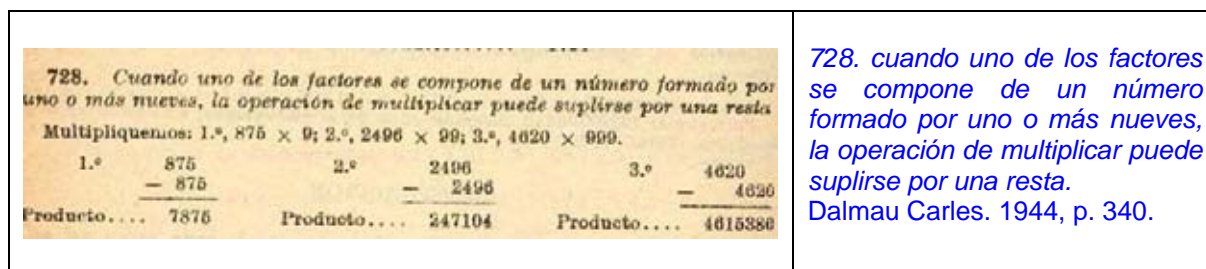 728. Cuando uno de los factores se compone de un número formado por
uno o más nueves, la operación de multiplicar puede suplirse por una resta
Multipliquemos: 1.º, 875 × 9; 2.º, 2496 × 99; 3.º, 4620 × 999.
1.º 875 2.º 2496 3.º 4620
— 875 — 2496 — 4620
Producto.... 7875 Producto.... 247104 Producto.... 4615380
728. cuando uno de los factores
se compone de un número
formado por uno o más nueves,
la operación de multiplicar puede
suplirse por una resta.
Dalmau Carles. 1944, p. 340.